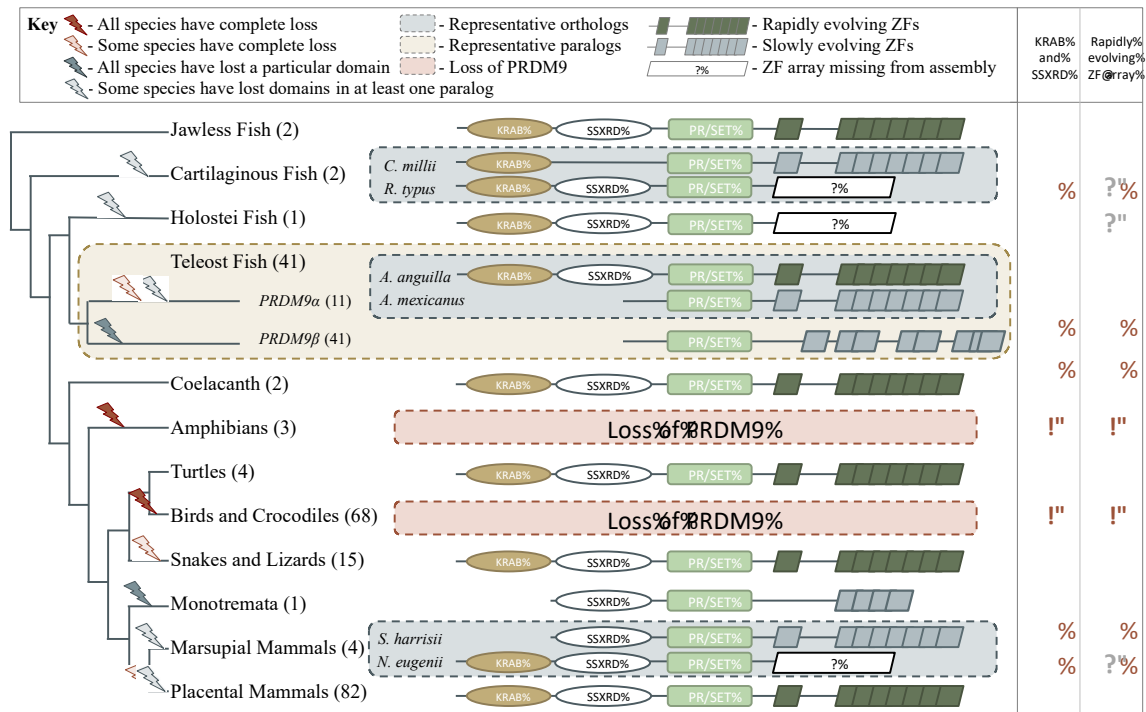 Key
- All species have complete loss
- Some species have complete loss
- All species have lost a particular domain
- Some species have lost domains in at least one paralog
- Representative orthologs
- Representative paralogs
- Loss of PRDM9
- Rapidly evolving ZFs
- Slowly evolving ZFs
?% - ZF array missing from assembly
KRAB%
and%
SSXRD%
Rapidly%
evolving%
Jawless Fish (2) KRAB% SSXRD% PR/SET%
C. millii KRAB% PR/SET%
Cartilaginous Fish (2)
R. typus KRAB% SSXRD% PR/SET% ?% % ?" %
Holostei Fish (1) KRAB% SSXRD% PR/SET% ?% ?"
Teleost Fish (41)
A. anguilla KRAB% SSXRD% PR/SET%
PRDM9α (11) A. mexicanus PR/SET%
% %
PRDM9β (41) PR/SET%
% %
Coelacanth (2) KRAB% SSXRD% PR/SET%
Amphibians (3) !" !"
Turtles (4) KRAB% SSXRD% PR/SET%
Birds and Crocodiles (68) !" !"
Snakes and Lizards (15) KRAB% SSXRD% PR/SET%
Monotremata (1) SSXRD% PR/SET%
% %
S. harrisii SSXRD% PR/SET%
Marsupial Mammals (4)
N. eugenii KRAB% SSXRD% PR/SET% ?% % ?" %
Placental Mammals (82) KRAB% SSXRD% PR/SET%